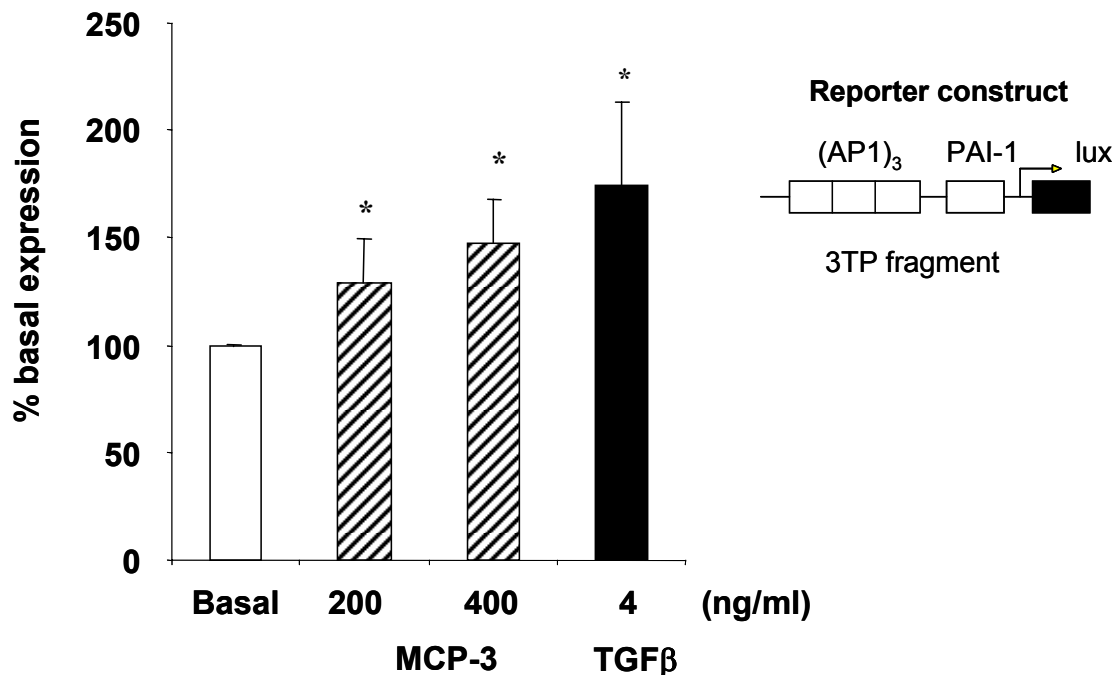 250
200
150
100
50
0
% basal expression
*
*
*
Basal 200 400 4 (ng/ml)
MCP-3 TGFβ
Reporter construct
(AP1)₃ PAI-1 lux
3TP fragment